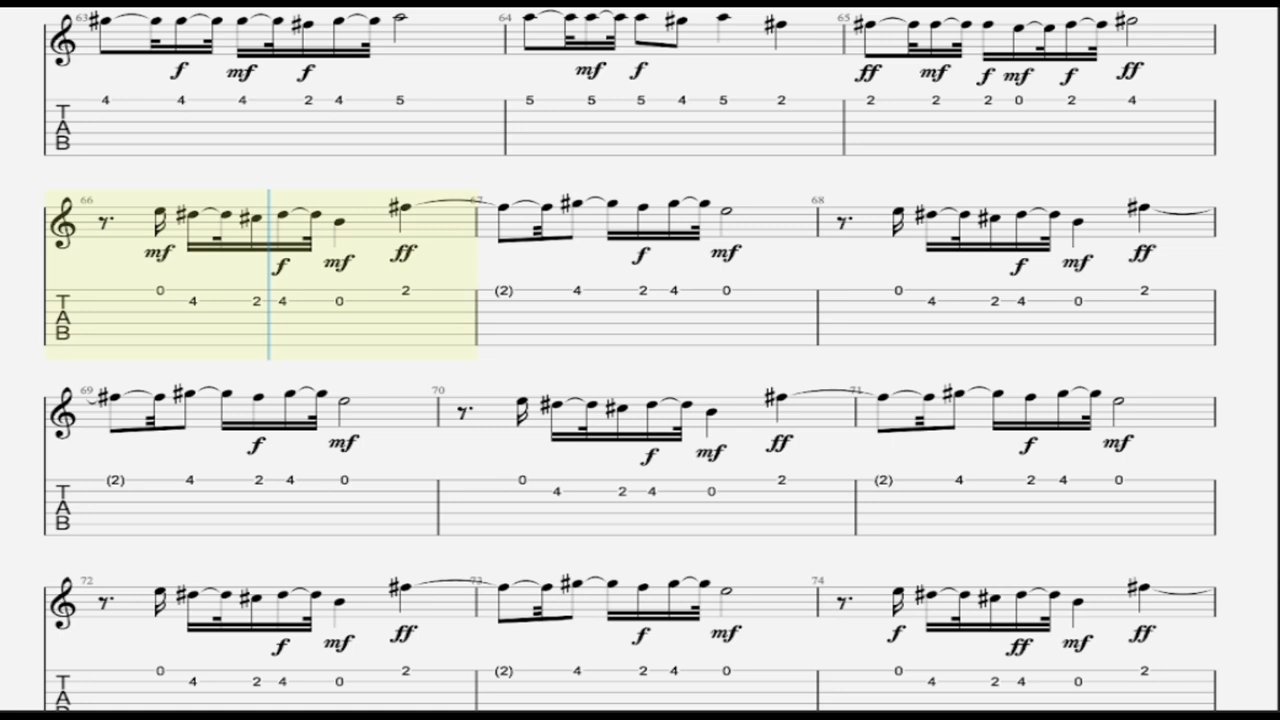 63 64 65
f mf f mf f ff mf f mf f ff
4 4 4 2 4 5 5 5 5 4 5 2 2 2 2 0 2 4
T
A
B
66 67 68
mf f mf ff f mf f mf ff
0 2 (2) 4 2 4 0 0 2
T 4 2 4 0 4 2 4 0
A
B
69 70 71
f mf f mf ff f mf
(2) 4 2 4 0 0 2 (2) 4 2 4 0
T 4 2 4 0
A
B
72 73 74
f mf ff f mf f ff mf ff
0 2 (2) 4 2 4 0 0 2
T 4 2 4 0 4 2 4 0
A